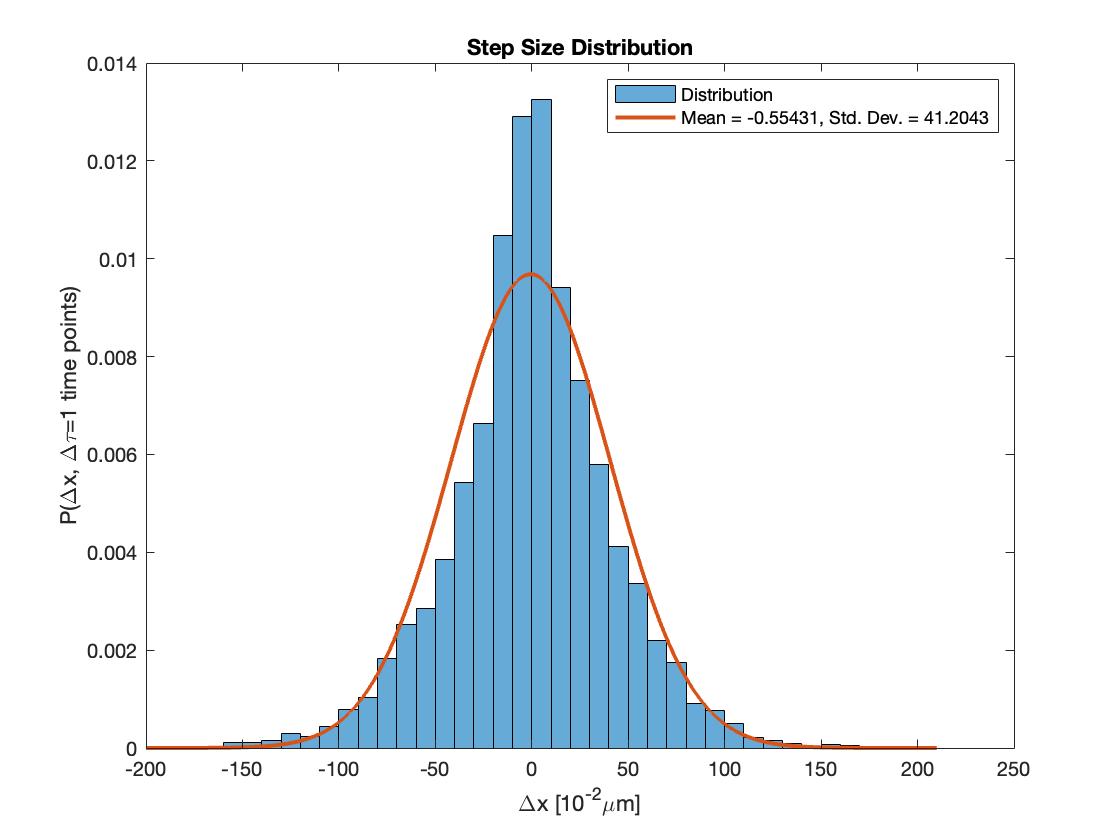 Step Size Distribution
Distribution
Mean = -0.55431, Std. Dev. = 41.2043
0.014
0.012
0.01
0.008
0.006
0.004
0.002
0
P(Δx, Δτ=1 time points)
-200 -150 -100 -50 0 50 100 150 200 250
Δx [10⁻²μm]